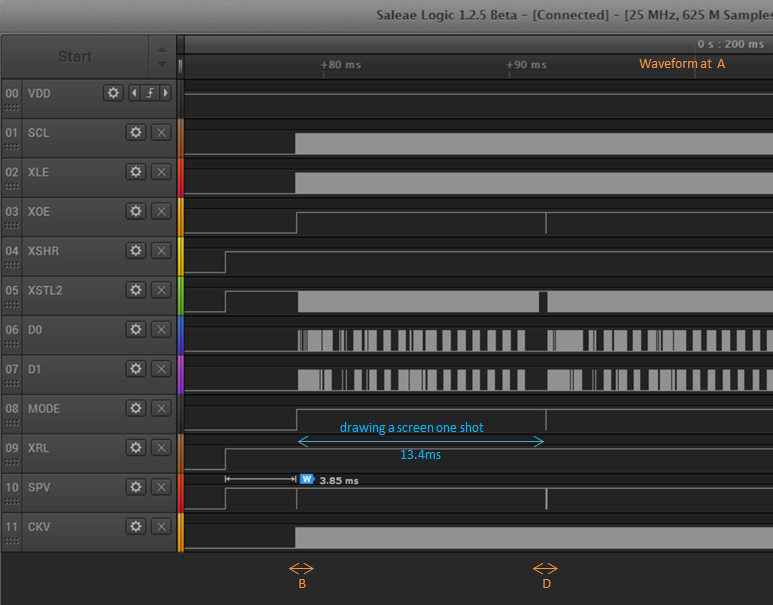 Saleae Logic 1.2.5 Beta - [Connected] - [25 MHz, 625 M Samples
Start
0 s : 200 ms
+80 ms
+90 ms
Waveform at A
00 VDD
01 SCL
02 XLE
03 XOE
04 XSHR
05 XSTL2
06 D0
07 D1
08 MODE
drawing a screen one shot
09 XRL
13.4ms
10 SPV
W 3.85 ms
11 CKV
B
D